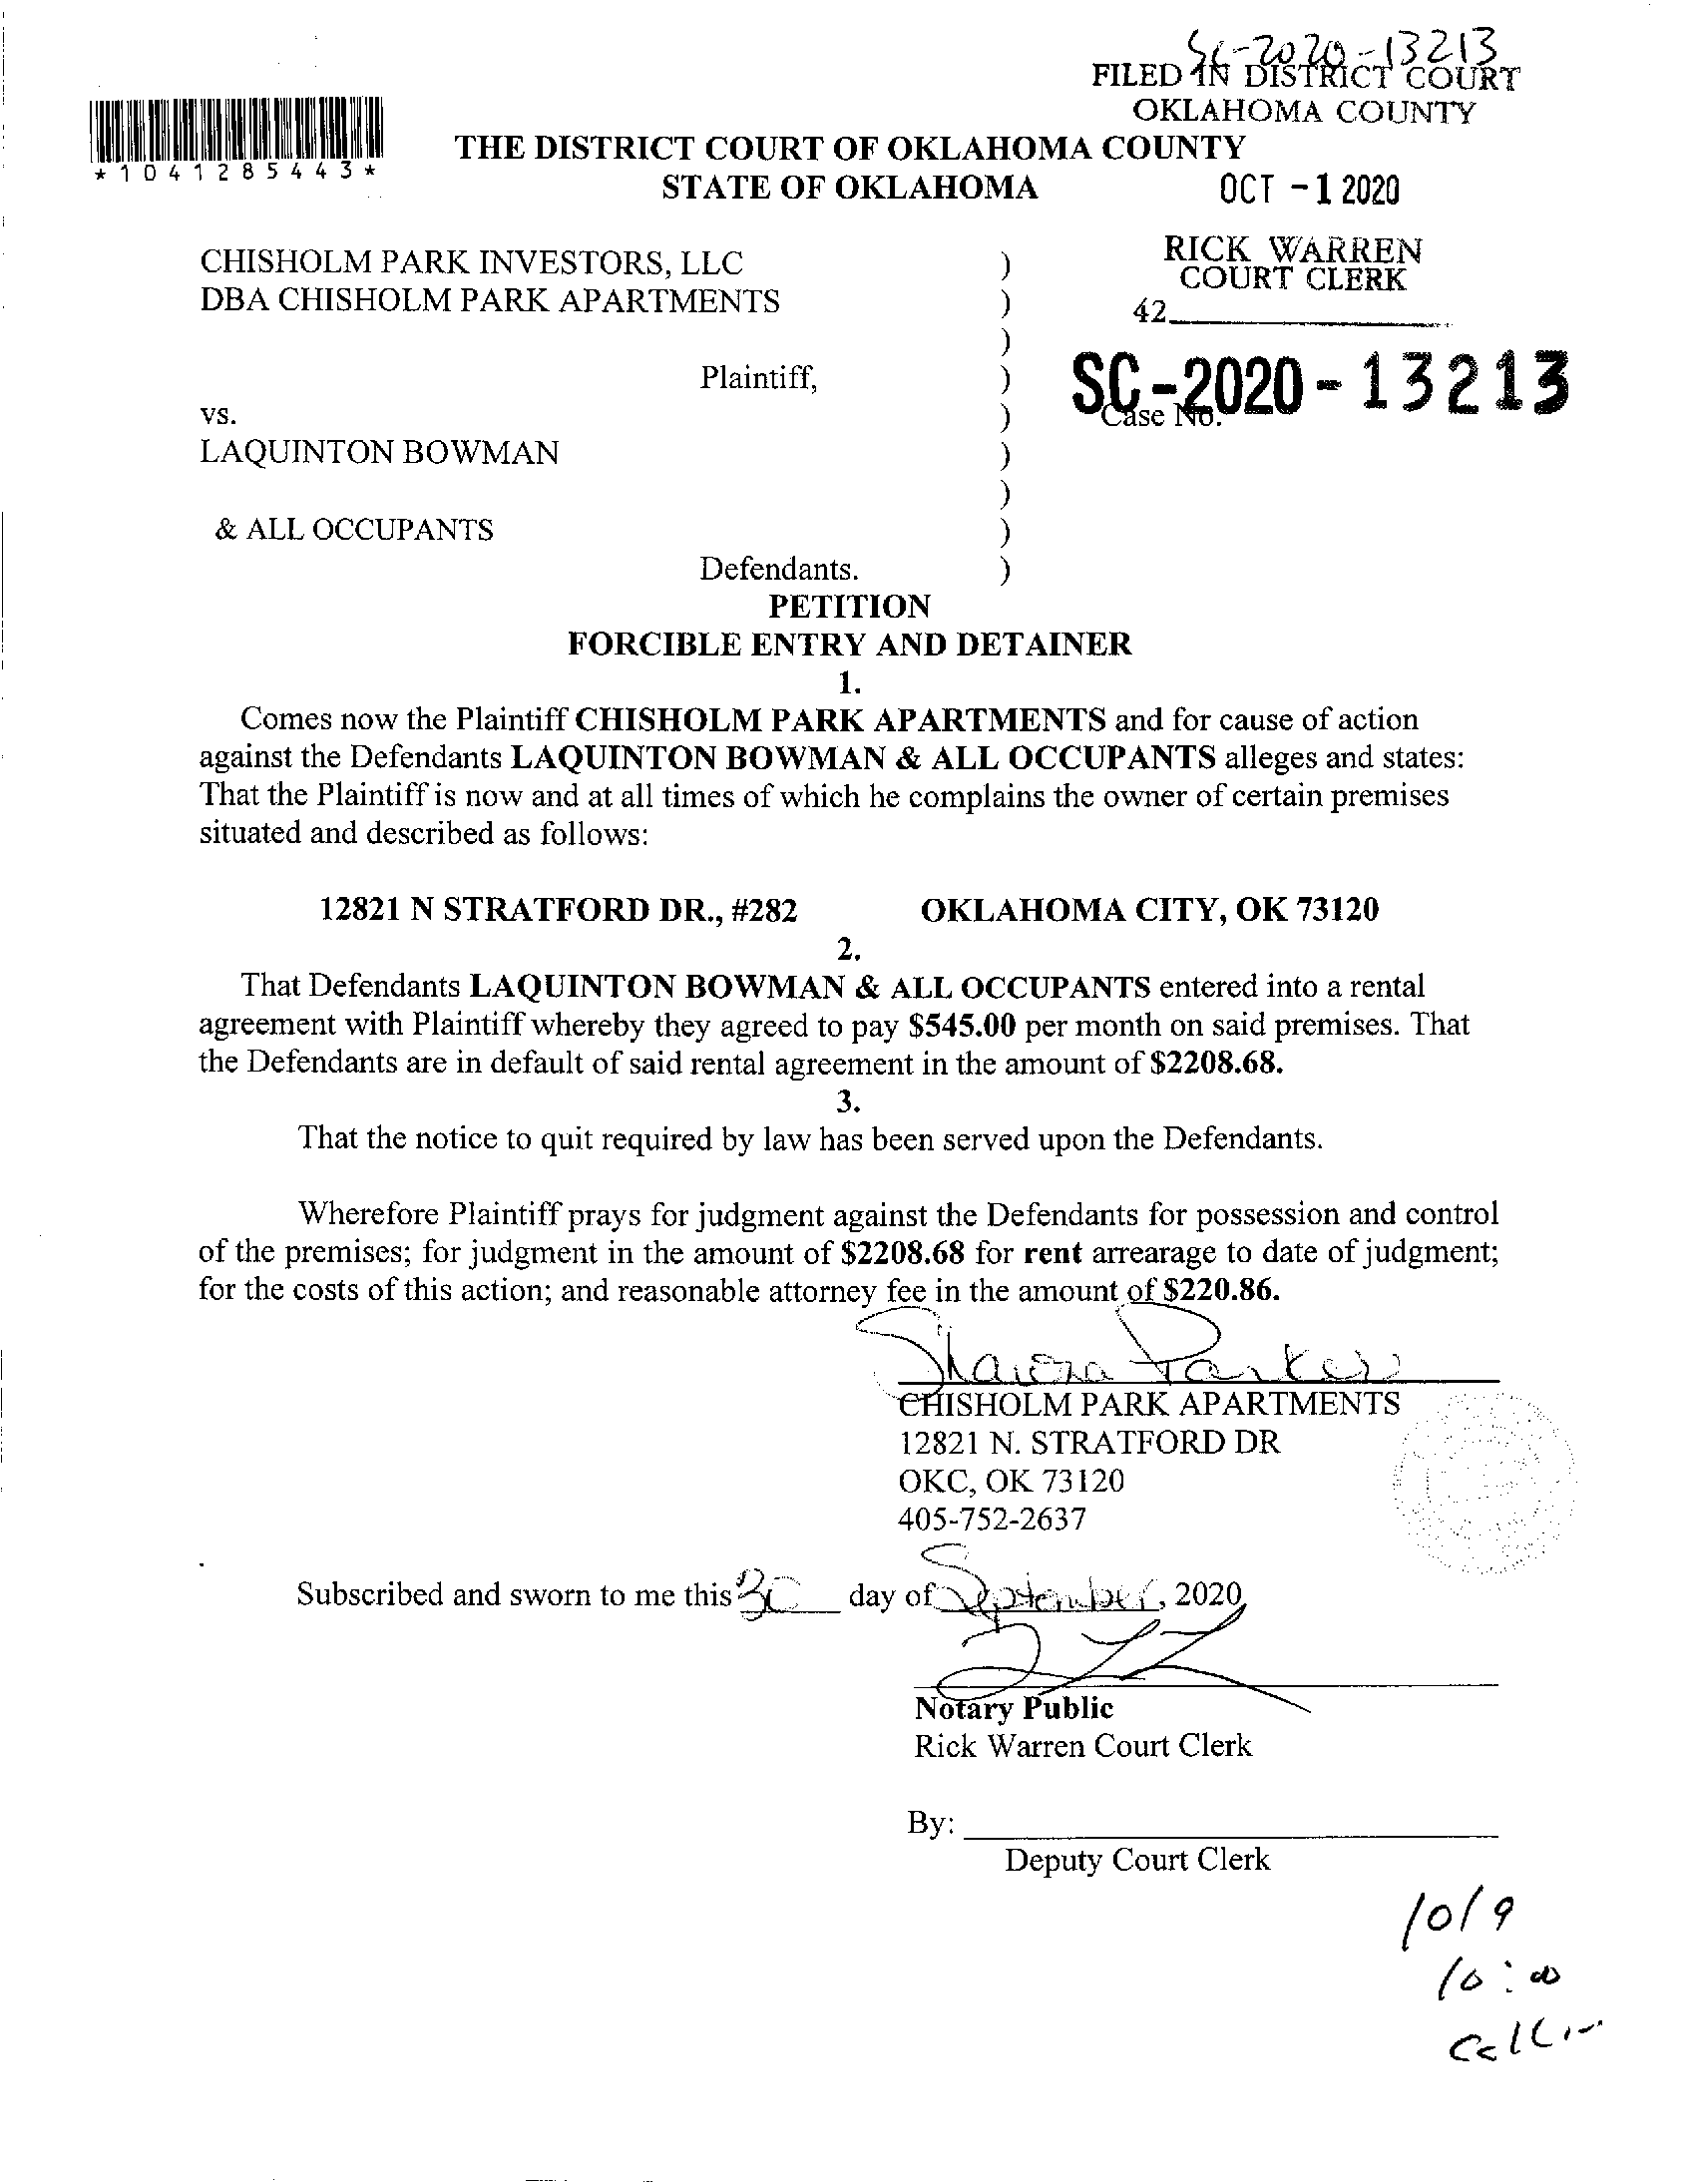 SC-2020-13213
FILED IN DISTRICT COURT
OKLAHOMA COUNTY
*1041285443*
THE DISTRICT COURT OF OKLAHOMA COUNTY
STATE OF OKLAHOMA
OCT -1 2020
RICK WARREN
COURT CLERK
42
CHISHOLM PARK INVESTORS, LLC )
DBA CHISHOLM PARK APARTMENTS )
)
Plaintiff, )
SC-2020-13213
Case No.
vs. )
LAQUINTON BOWMAN )
)
& ALL OCCUPANTS )
Defendants. )
PETITION
FORCIBLE ENTRY AND DETAINER
1.
Comes now the Plaintiff CHISHOLM PARK APARTMENTS and for cause of action
against the Defendants LAQUINTON BOWMAN & ALL OCCUPANTS alleges and states:
That the Plaintiff is now and at all times of which he complains the owner of certain premises
situated and described as follows:
12821 N STRATFORD DR., #282 OKLAHOMA CITY, OK 73120
2.
That Defendants LAQUINTON BOWMAN & ALL OCCUPANTS entered into a rental
agreement with Plaintiff whereby they agreed to pay $545.00 per month on said premises. That
the Defendants are in default of said rental agreement in the amount of $2208.68.
3.
That the notice to quit required by law has been served upon the Defendants.
Wherefore Plaintiff prays for judgment against the Defendants for possession and control
of the premises; for judgment in the amount of $2208.68 for rent arrearage to date of judgment;
for the costs of this action; and reasonable attorney fee in the amount of $220.86.
Shawna Parker
CHISHOLM PARK APARTMENTS
12821 N. STRATFORD DR
OKC, OK 73120
405-752-2637
Subscribed and sworn to me this 30 day of September, 2020
Notary Public
Rick Warren Court Clerk
By:
Deputy Court Clerk
10/9
10:00